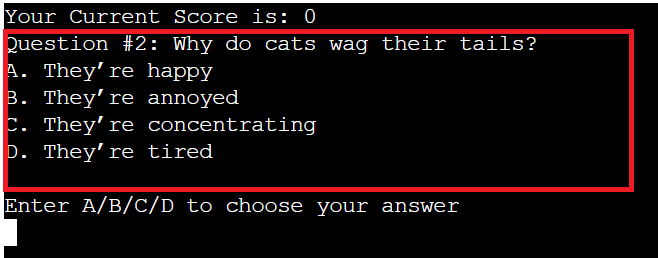 Your Current Score is: 0
Question #2: Why do cats wag their tails?
A. They’re happy
B. They’re annoyed
C. They’re concentrating
D. They’re tired
Enter A/B/C/D to choose your answer